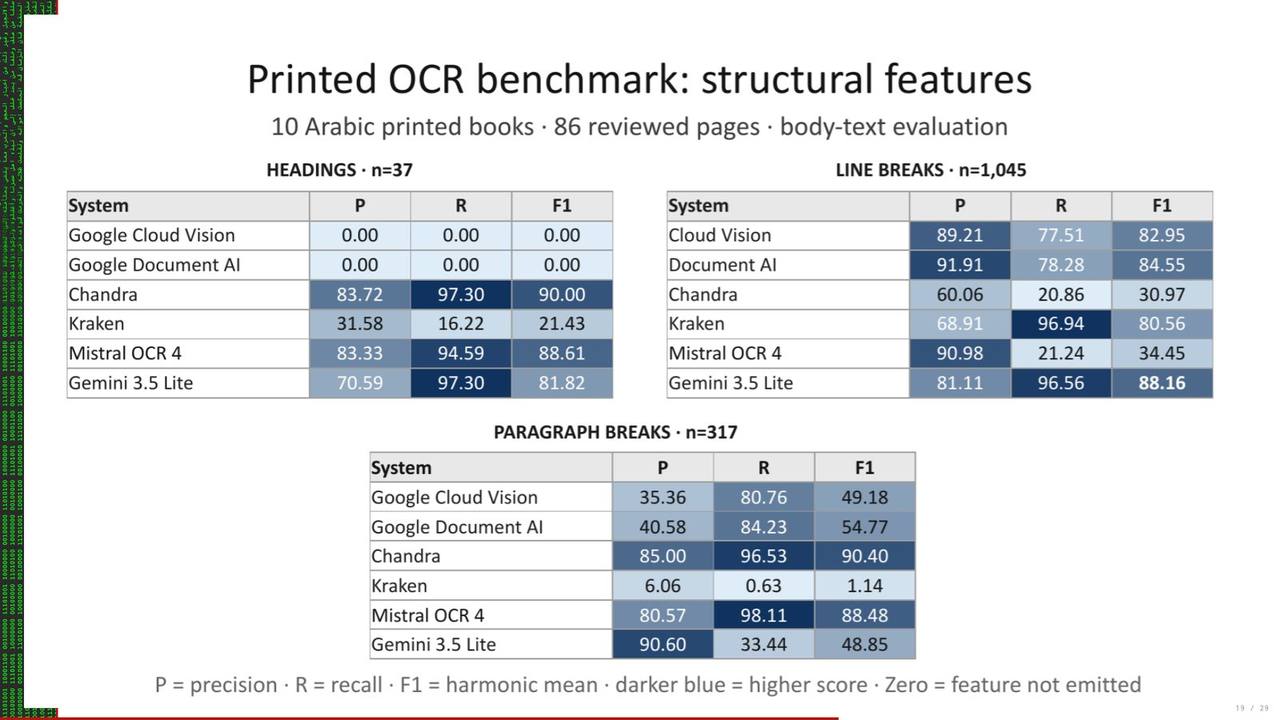 Printed OCR benchmark: structural features
10 Arabic printed books · 86 reviewed pages · body-text evaluation
HEADINGS · n=37
System P R F1
Google Cloud Vision 0.00 0.00 0.00
Google Document AI 0.00 0.00 0.00
Chandra 83.72 97.30 90.00
Kraken 31.58 16.22 21.43
Mistral OCR 4 83.33 94.59 88.61
Gemini 3.5 Lite 70.59 97.30 81.82
LINE BREAKS · n=1,045
System P R F1
Cloud Vision 89.21 77.51 82.95
Document AI 91.91 78.28 84.55
Chandra 60.06 20.86 30.97
Kraken 68.91 96.94 80.56
Mistral OCR 4 90.98 21.24 34.45
Gemini 3.5 Lite 81.11 96.56 88.16
PARAGRAPH BREAKS · n=317
System P R F1
Google Cloud Vision 35.36 80.76 49.18
Google Document AI 40.58 84.23 54.77
Chandra 85.00 96.53 90.40
Kraken 6.06 0.63 1.14
Mistral OCR 4 80.57 98.11 88.48
Gemini 3.5 Lite 90.60 33.44 48.85
P = precision · R = recall · F1 = harmonic mean · darker blue = higher score · Zero = feature not emitted
19 / 29